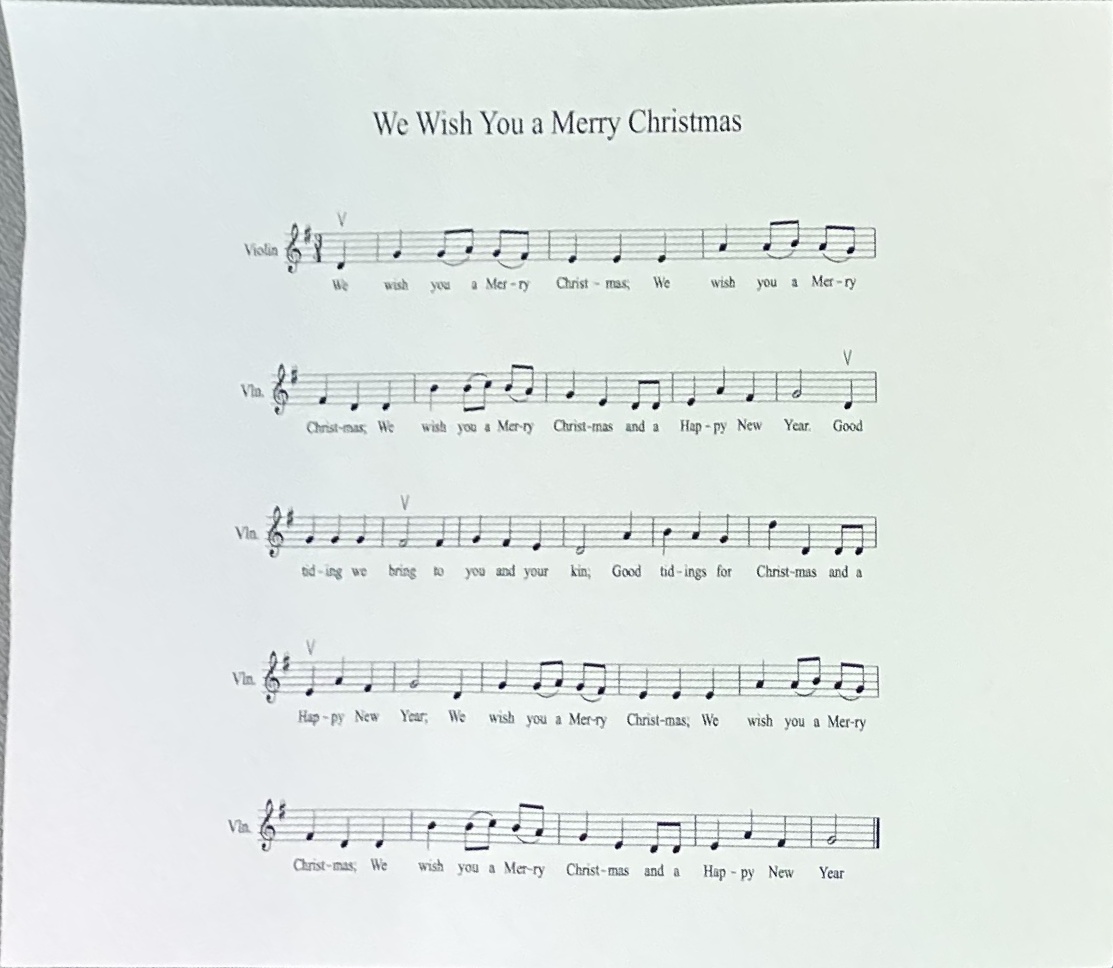 We Wish You a Merry Christmas
V
Violin
We wish you a Mer-ry Christ-mas; We wish you a Mer-ry
V
Vln.
Christ-mas; We wish you a Mer-ry Christ-mas and a Hap-py New Year. Good
V
Vln.
tid-ing we bring to you and your kin; Good tid-ings for Christ-mas and a
V
Vln.
Hap-py New Year; We wish you a Mer-ry Christ-mas; We wish you a Mer-ry
Vln.
Christ-mas; We wish you a Mer-ry Christ-mas and a Hap-py New Year